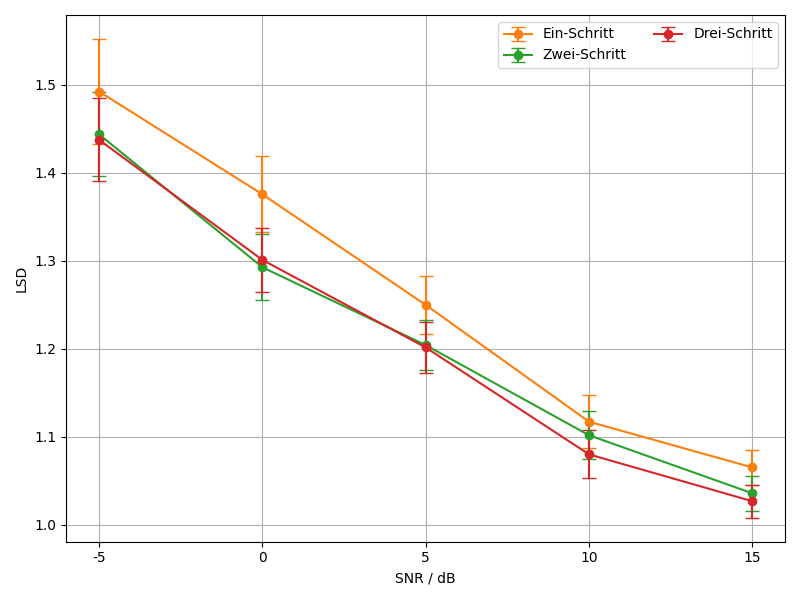 Ein-Schritt
Zwei-Schritt
Drei-Schritt
LSD
1.5
1.4
1.3
1.2
1.1
1.0
-5 0 5 10 15
SNR / dB